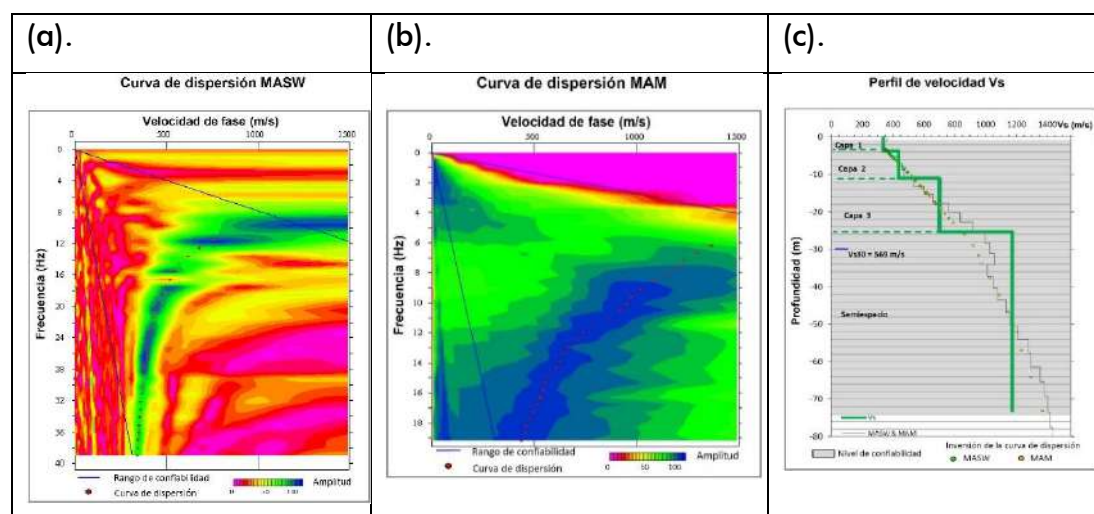 (a).
(b).
(c).
Curva de dispersión MASW
Velocidad de fase (m/s)
0 500 1000 1500
Frecuencia (Hz)
0
4
8
12
16
20
24
28
32
36
40
Rango de confiabilidad
Curva de dispersión
Amplitud
Curva de dispersión MAM
Velocidad de fase (m/s)
0 500 1000 1500
Frecuencia (Hz)
0
2
4
6
8
10
12
14
16
18
Rango de confiabilidad
Curva de dispersión
0 50 100
Amplitud
Perfil de velocidad Vs
0 200 400 600 800 1000 1200 1400 Vs (m/s)
Profundidad (m)
0
-10
-20
-30
-40
-50
-60
-70
-80
Capa 1
Capa 2
Capa 3
Vs30 = 569 m/s
Semiespacio
Vs
MASW & MAM
Inversión de la curva de dispersión
Nivel de confiabilidad
MASW
MAM